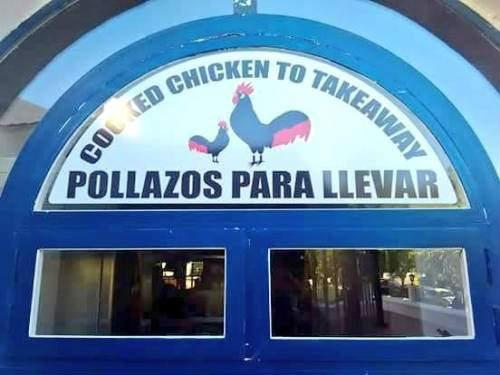 COOKED CHICKEN TO TAKEAWAY
POLLAZOS PARA LLEVAR